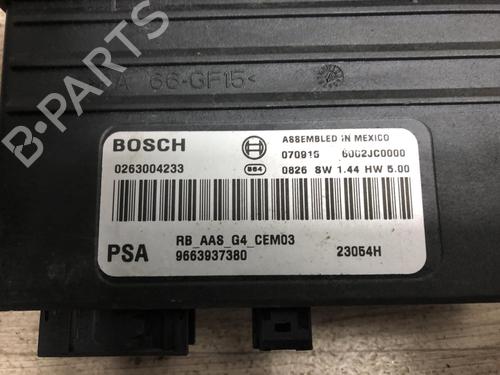 A 66-GF15<
BOSCH
ASSEMBLED IN MEXICO
070915 6002JC0000
0263004233
864 0826 SW 1.44 HW 5.00
PSA
RB_AAS_G4_CEM03
9663937380
23054H
B-PARTS